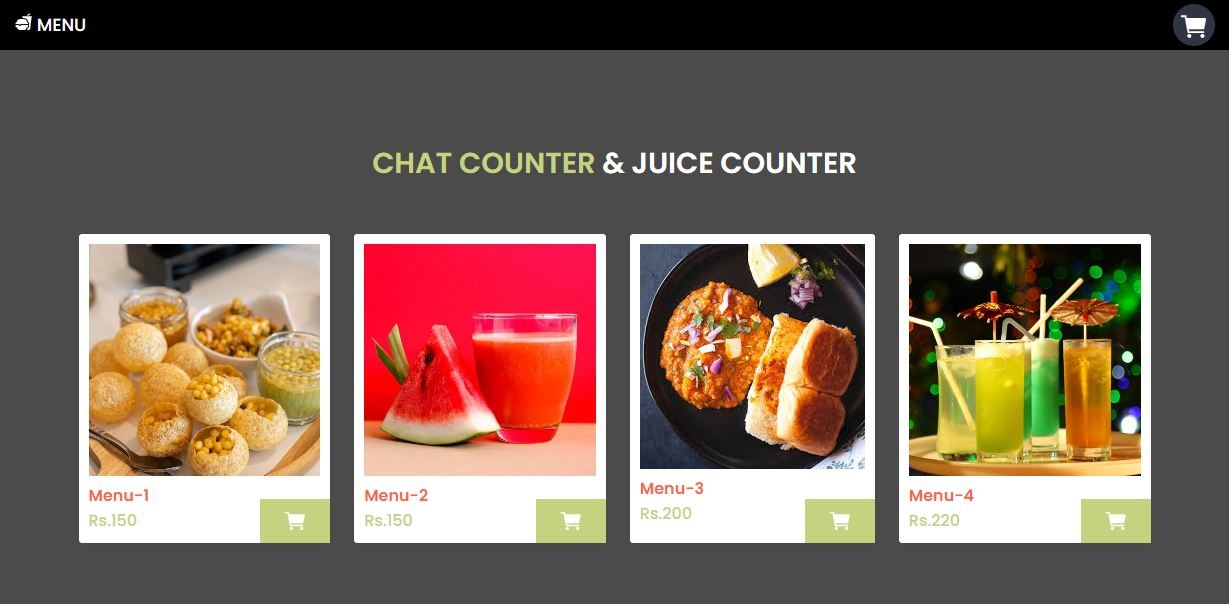 MENU
CHAT COUNTER & JUICE COUNTER
Menu-1
Rs.150
Menu-2
Rs.150
Menu-3
Rs.200
Menu-4
Rs.220